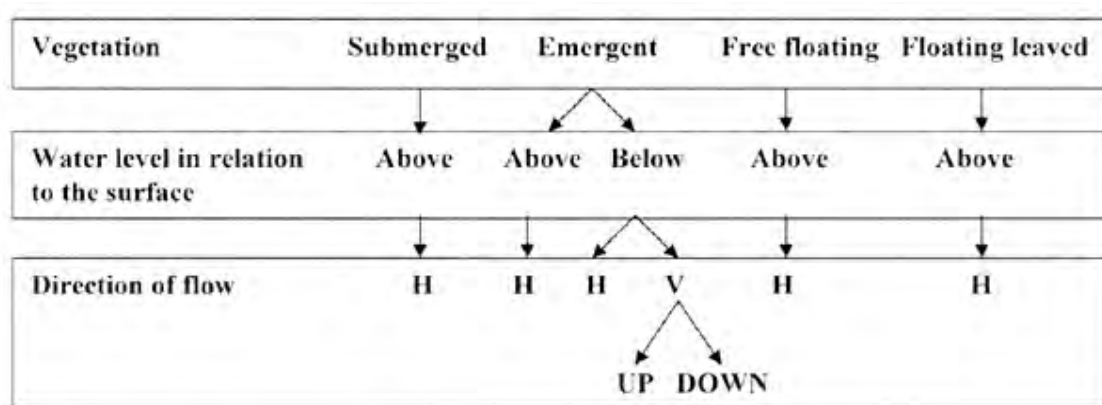 Vegetation Submerged Emergent Free floating Floating leaved
Water level in relation to the surface Above Above Below Above Above
Direction of flow H H H V H H
UP DOWN